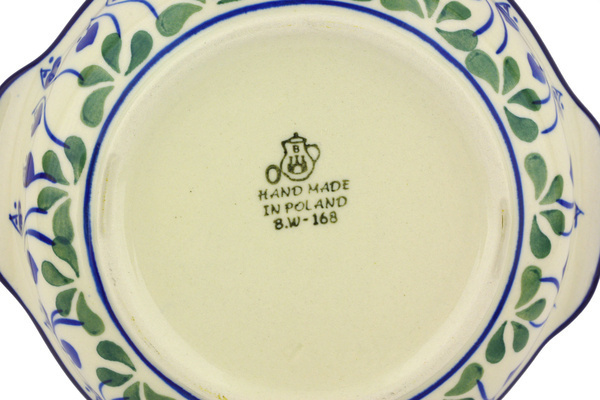 B
HAND MADE
IN POLAND
B.W-168